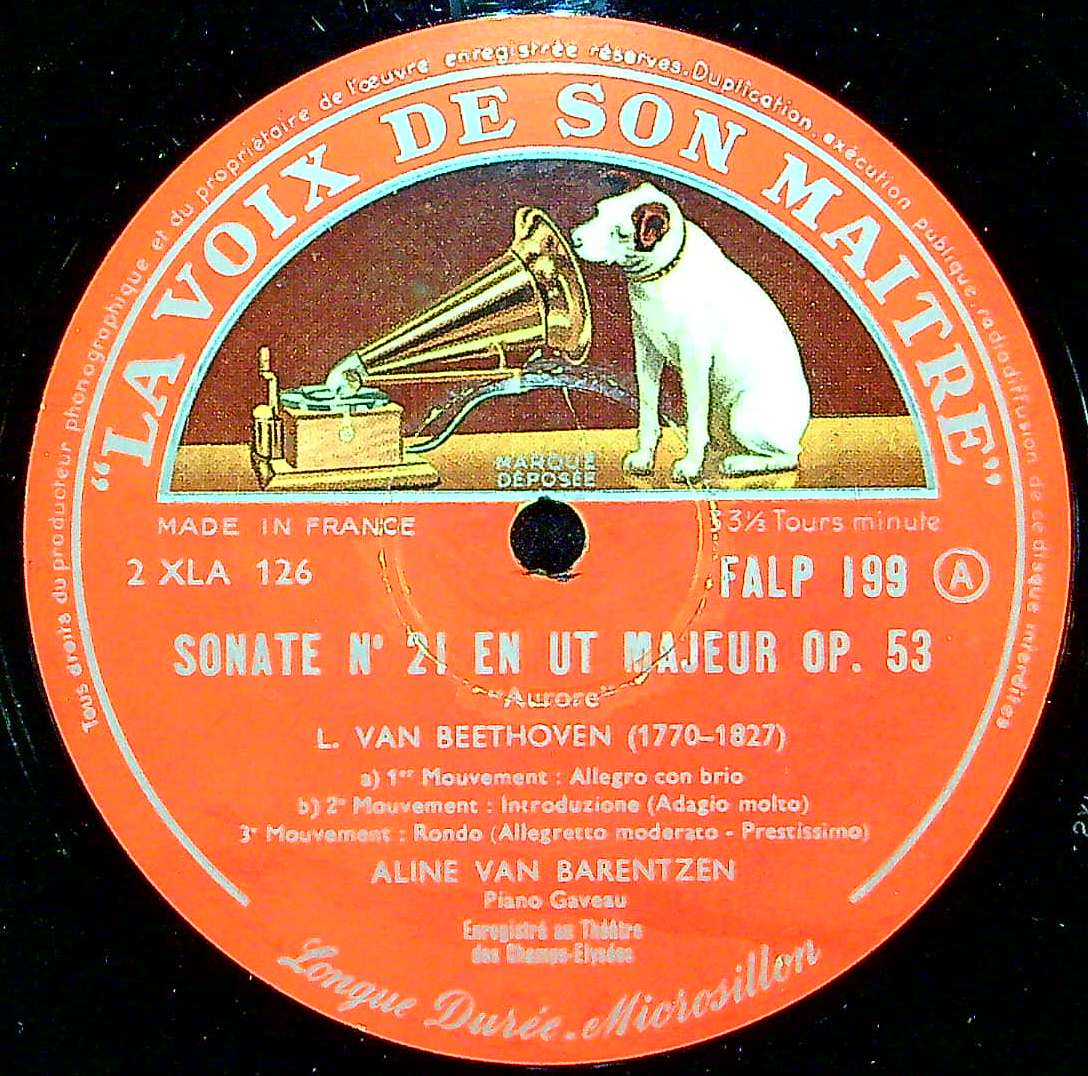 Tous droits du producteur phonographique et du propriétaire de l'œuvre enregistrée réservés. Duplication. exécution publique. radiodiffusion de ce disque interdites
"LA VOIX DE SON MAITRE"
MARQUE
DÉPOSÉE
MADE IN FRANCE
33⅓ Tours minute
2 XLA 126
FALP 199 A
SONATE N° 21 EN UT MAJEUR OP. 53
"Aurore"
L. VAN BEETHOVEN (1770-1827)
a) 1er Mouvement : Allegro con brio
b) 2e Mouvement : Introduzione (Adagio molto)
3e Mouvement : Rondo (Allegretto moderato - Prestissimo)
ALINE VAN BARENTZEN
Piano Gaveau
Enregistré au Théâtre
des Champs-Elysées
Longue Durée. Microsillon